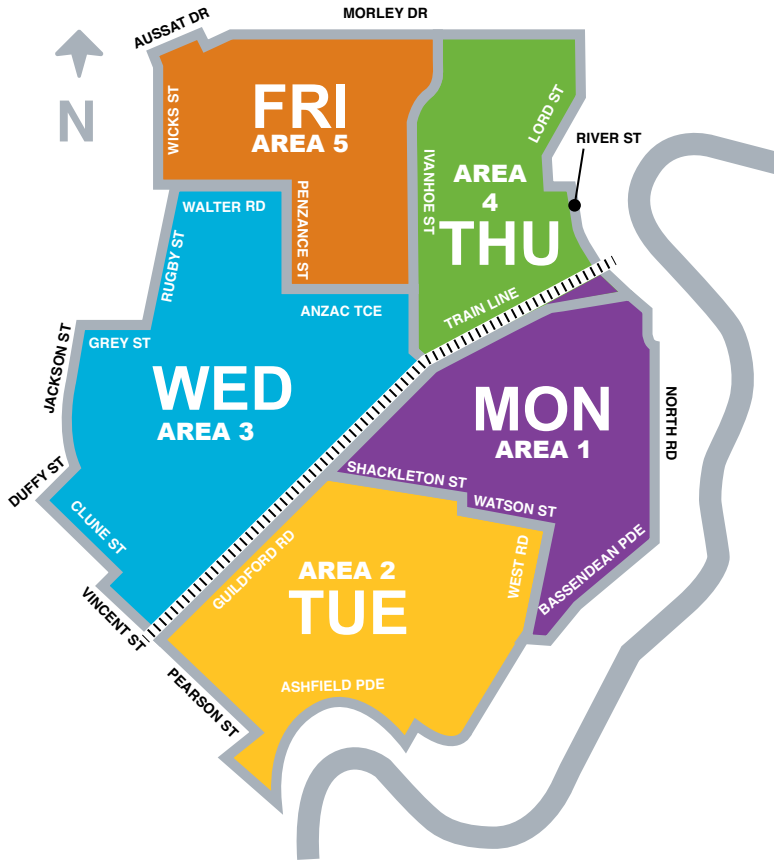 MORLEY DR
AUSSAT DR
N
WICKS ST
FRI
AREA 5
LORD ST
RIVER ST
IVANHOE ST
AREA
4
THU
PENZANCE ST
WALTER RD
RUGBY ST
ANZAC TCE
TRAIN LINE
JACKSON ST
GREY ST
WED
AREA 3
MON
AREA 1
NORTH RD
DUFFY ST
SHACKLETON ST
WATSON ST
CLUNE ST
GUILDFORD RD
WEST RD
BASSENDEAN PDE
AREA 2
TUE
VINCENT ST
PEARSON ST
ASHFIELD PDE